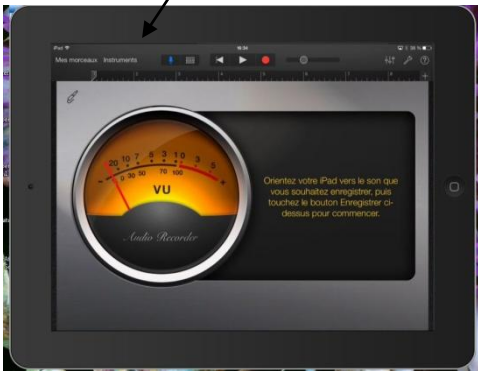 iPad
Mes morceaux Instruments
20 10 7 5 3 1 0 3 5
0 30 50 70 100
VU
Audio Recorder
Orientez votre iPad vers le son que
vous souhaitez enregistrer, puis
touchez le bouton Enregistrer ci-
dessus pour commencer.